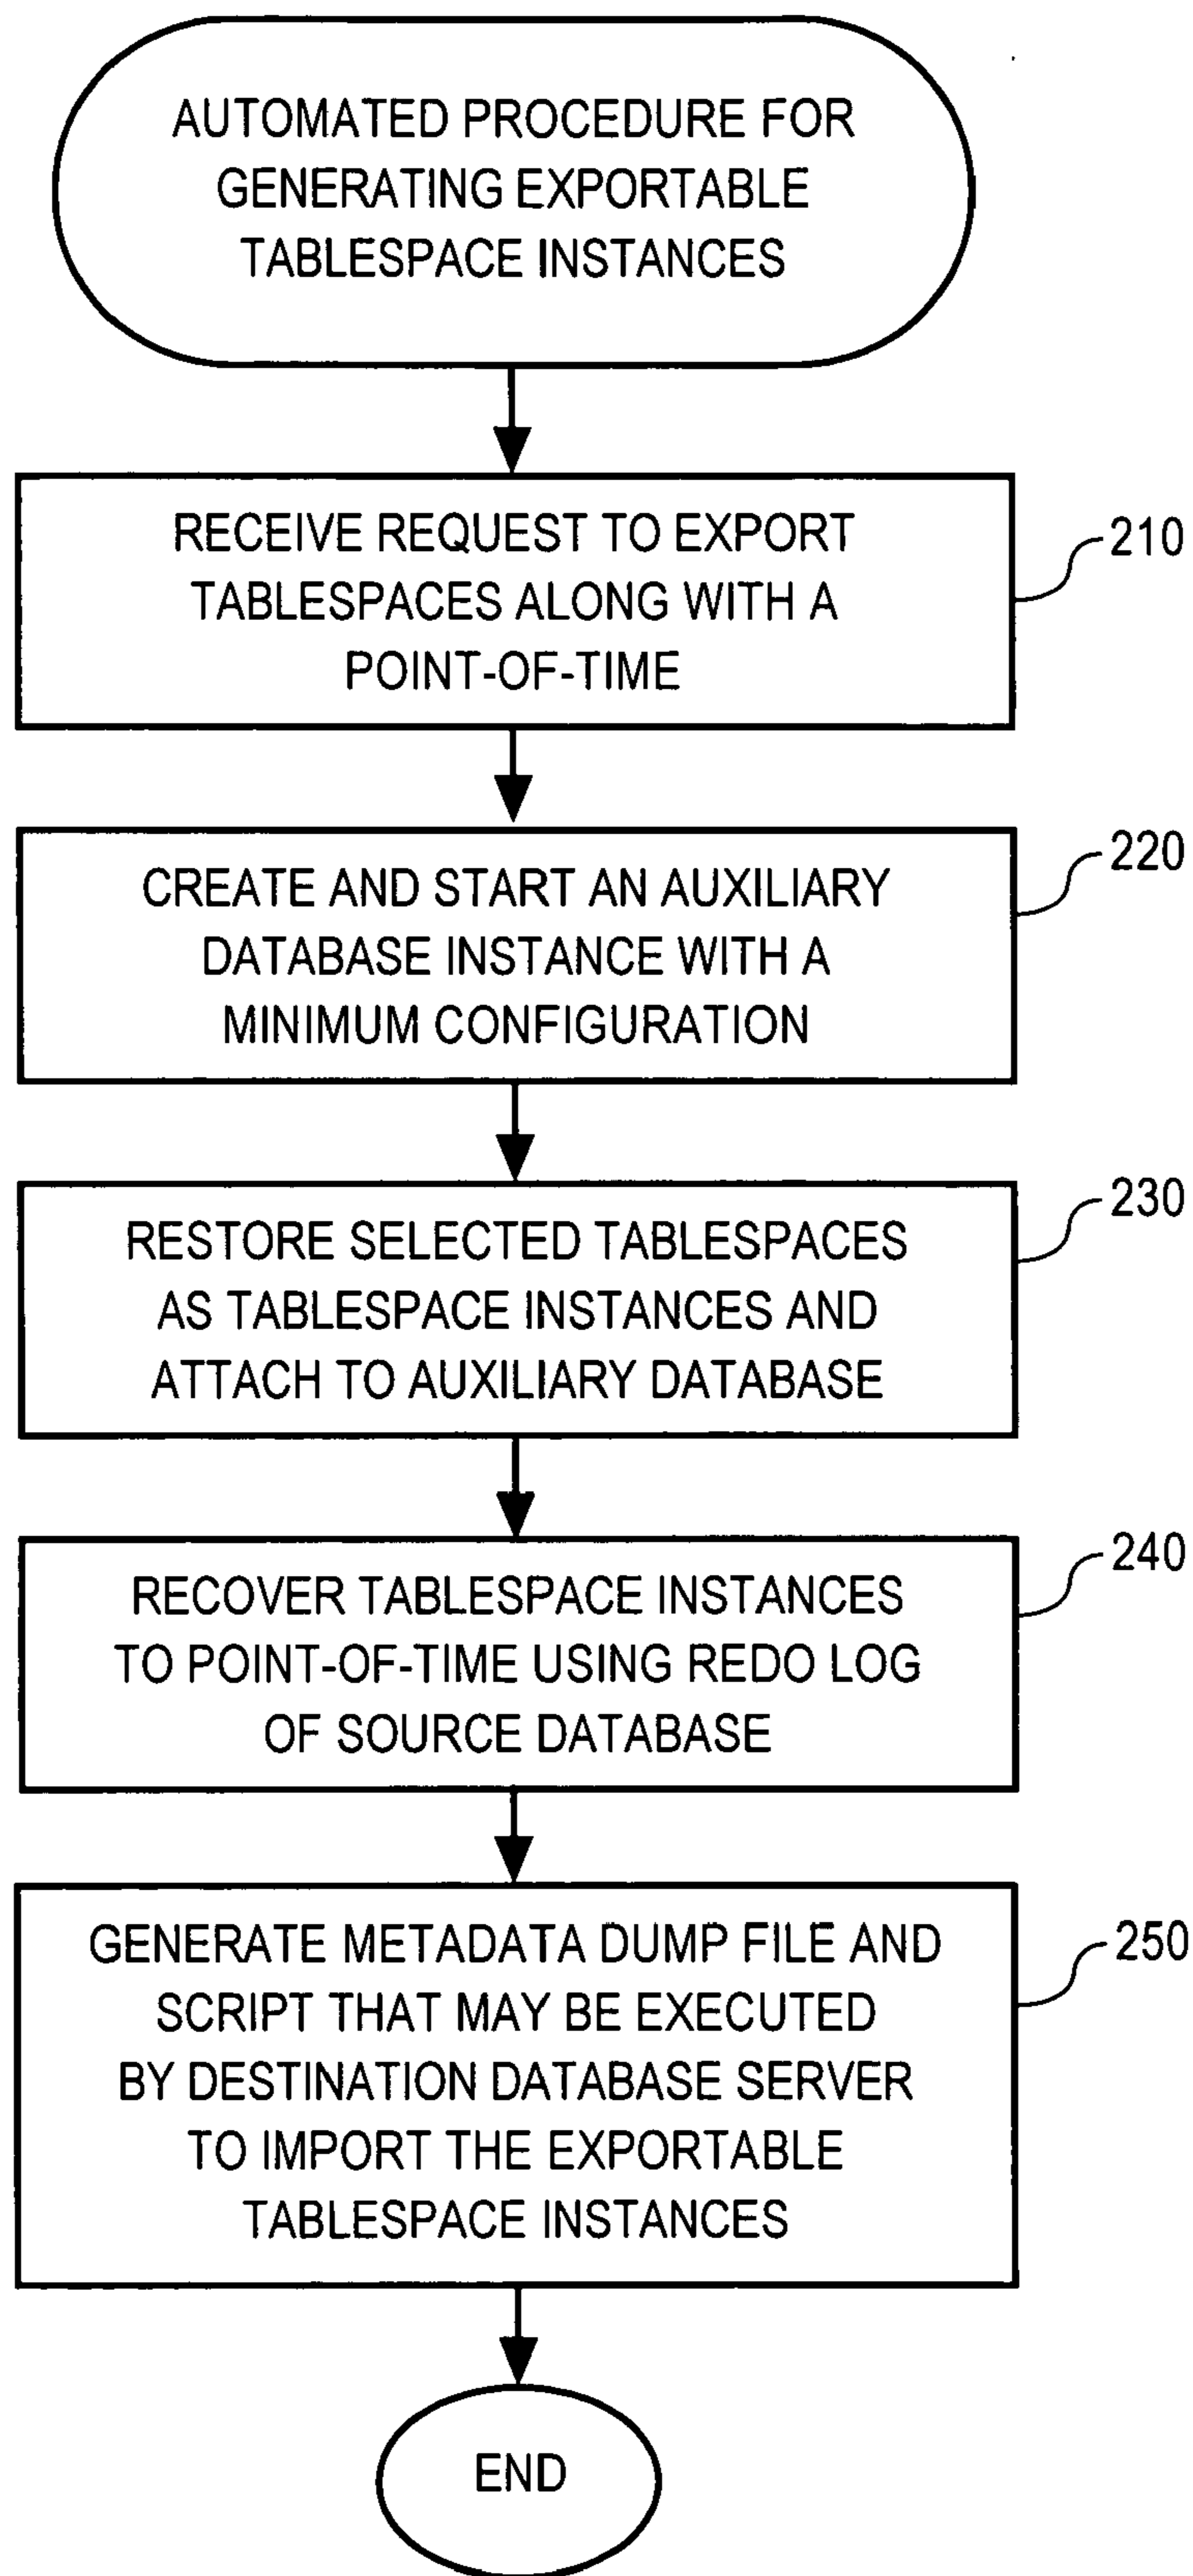 AUTOMATED PROCEDURE FOR
GENERATING EXPORTABLE
TABLESPACE INSTANCES
RECEIVE REQUEST TO EXPORT
TABLESPACES ALONG WITH A
POINT-OF-TIME
210
CREATE AND START AN AUXILIARY
DATABASE INSTANCE WITH A
MINIMUM CONFIGURATION
220
RESTORE SELECTED TABLESPACES
AS TABLESPACE INSTANCES AND
ATTACH TO AUXILIARY DATABASE
230
RECOVER TABLESPACE INSTANCES
TO POINT-OF-TIME USING REDO LOG
OF SOURCE DATABASE
240
GENERATE METADATA DUMP FILE AND
SCRIPT THAT MAY BE EXECUTED
BY DESTINATION DATABASE SERVER
TO IMPORT THE EXPORTABLE
TABLESPACE INSTANCES
250
END